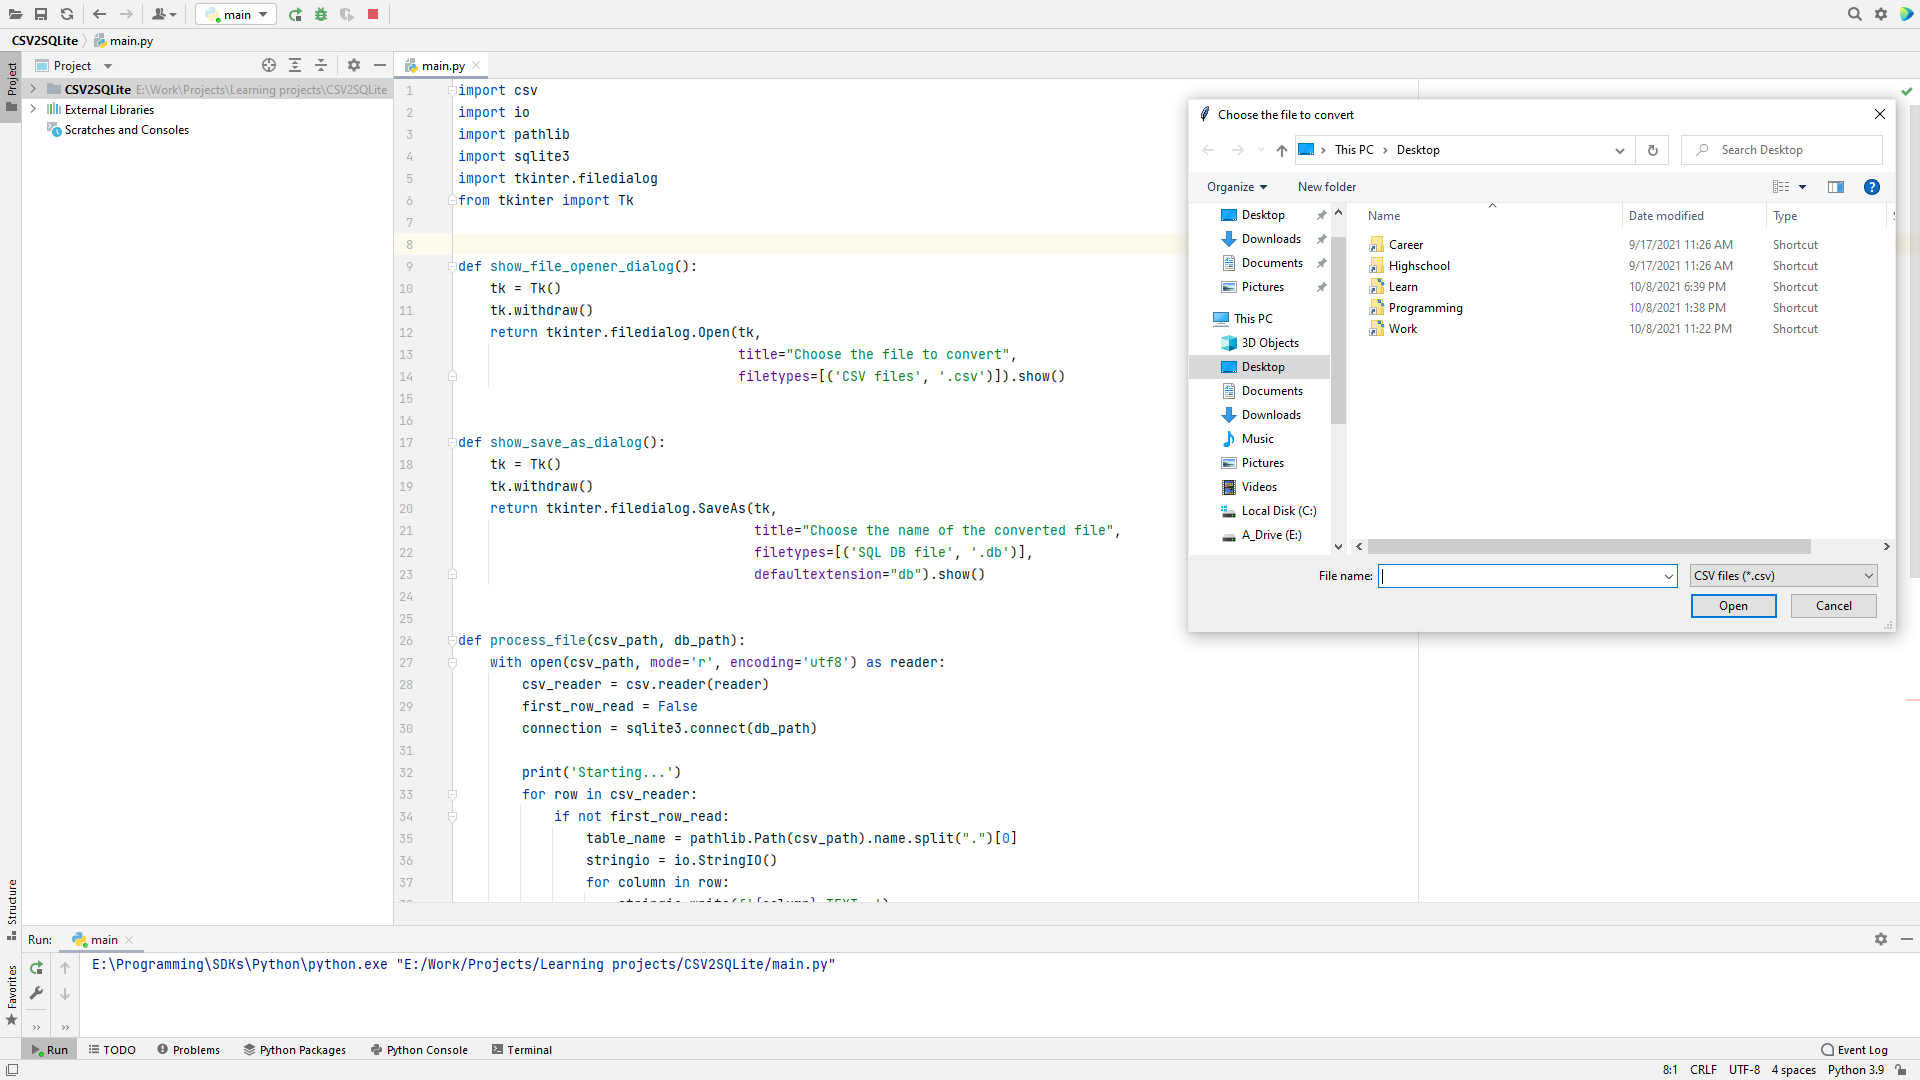 main
CSV2SQLite
main.py
Project
Project
main.py
CSV2SQLite E:\Work\Projects\Learning projects\CSV2SQLite
External Libraries
Scratches and Consoles
1 import csv
2 import io
3 import pathlib
4 import sqlite3
5 import tkinter.filedialog
6 from tkinter import Tk
7
8
9 def show_file_opener_dialog():
10 tk = Tk()
11 tk.withdraw()
12 return tkinter.filedialog.Open(tk,
13 title="Choose the file to convert",
14 filetypes=[('CSV files', '.csv')]).show()
15
16
17 def show_save_as_dialog():
18 tk = Tk()
19 tk.withdraw()
20 return tkinter.filedialog.SaveAs(tk,
21 title="Choose the name of the converted file",
22 filetypes=[('SQL DB file', '.db')],
23 defaultextension="db").show()
24
25
26 def process_file(csv_path, db_path):
27 with open(csv_path, mode='r', encoding='utf8') as reader:
28 csv_reader = csv.reader(reader)
29 first_row_read = False
30 connection = sqlite3.connect(db_path)
31
32 print('Starting...')
33 for row in csv_reader:
34 if not first_row_read:
35 table_name = pathlib.Path(csv_path).name.split(".")[0]
36 stringio = io.StringIO()
37 for column in row:
Choose the file to convert
This PC > Desktop
Search Desktop
Organize
New folder
Desktop
Downloads
Documents
Pictures
This PC
3D Objects
Desktop
Documents
Downloads
Music
Pictures
Videos
Local Disk (C:)
A_Drive (E:)
Name Date modified Type
Career 9/17/2021 11:26 AM Shortcut
Highschool 9/17/2021 11:26 AM Shortcut
Learn 10/8/2021 6:39 PM Shortcut
Programming 10/8/2021 1:38 PM Shortcut
Work 10/8/2021 11:22 PM Shortcut
File name:
CSV files (*.csv)
Open
Cancel
Structure
Favorites
Run: main
E:\Programming\SDKs\Python\python.exe "E:/Work/Projects/Learning projects/CSV2SQLite/main.py"
Run TODO Problems Python Packages Python Console Terminal Event Log
8:1 CRLF UTF-8 4 spaces Python 3.9